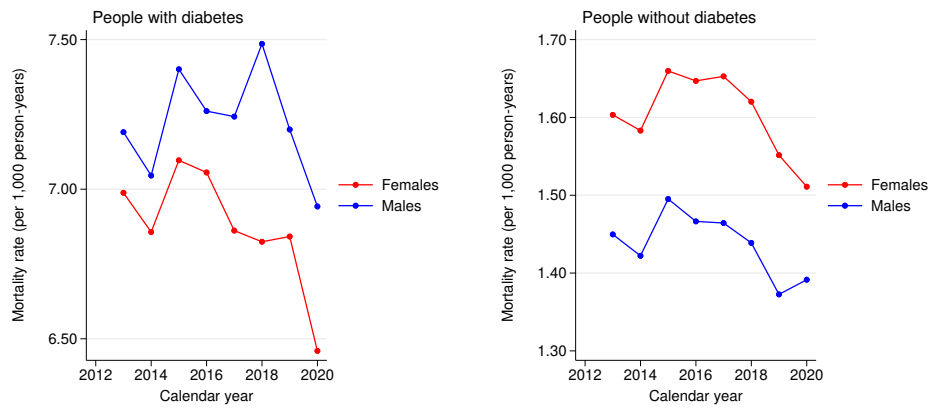 People with diabetes
7.50
7.00
6.50
Mortality rate (per 1,000 person-years)
2012 2014 2016 2018 2020
Calendar year
Females
Males
People without diabetes
1.70
1.60
1.50
1.40
1.30
Mortality rate (per 1,000 person-years)
2012 2014 2016 2018 2020
Calendar year
Females
Males